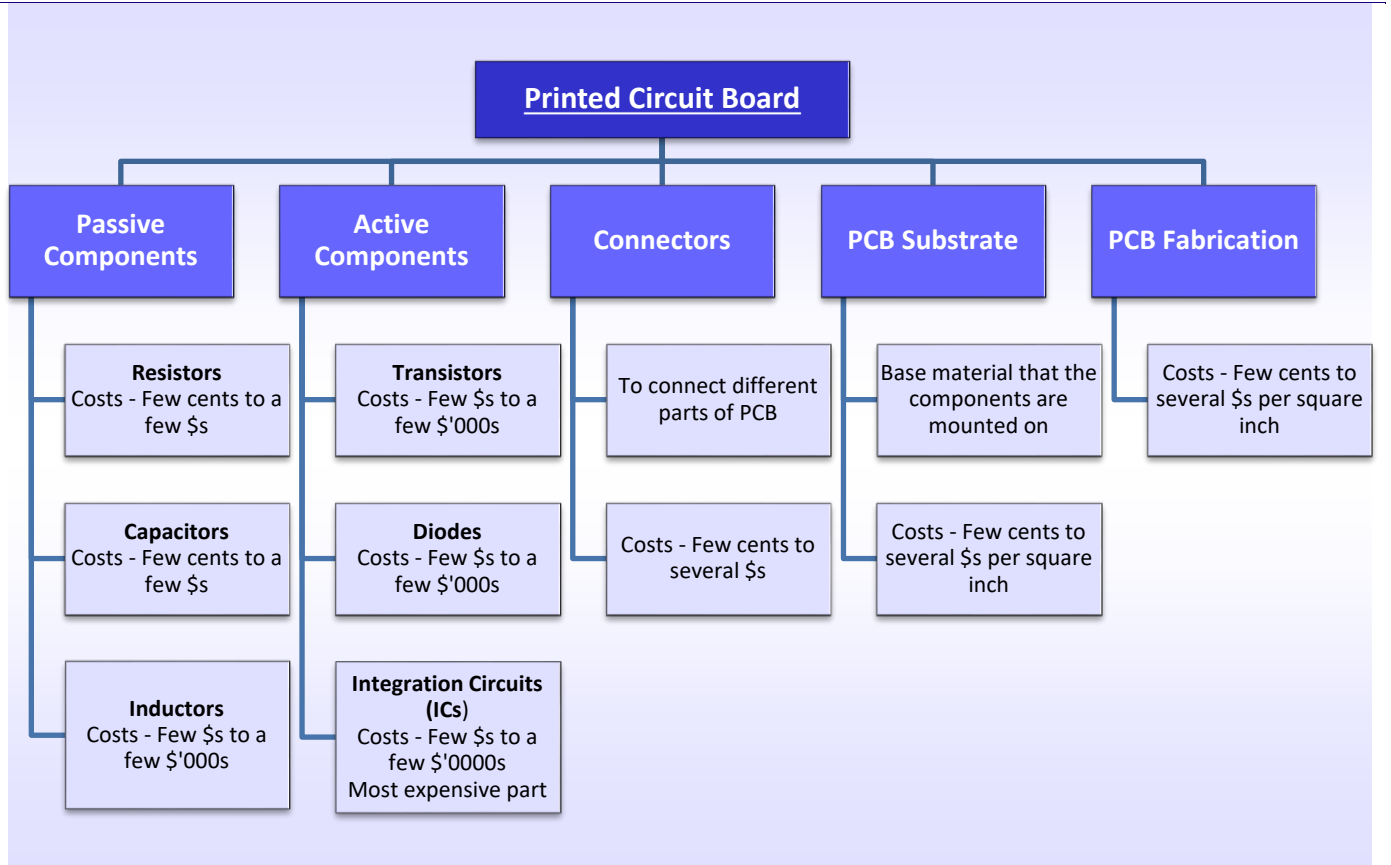 Printed Circuit Board
Passive
Components
Resistors
Costs - Few cents to a
few $s
Capacitors
Costs - Few cents to a
few $s
Inductors
Costs - Few $s to a
few $'000s
Active
Components
Transistors
Costs - Few $s to a
few $'000s
Diodes
Costs - Few $s to a
few $'000s
Integration Circuits
(ICs)
Costs - Few $s to a
few $'0000s
Most expensive part
Connectors
To connect different
parts of PCB
Costs - Few cents to
several $s
PCB Substrate
Base material that the
components are
mounted on
Costs - Few cents to
several $s per square
inch
PCB Fabrication
Costs - Few cents to
several $s per square
inch